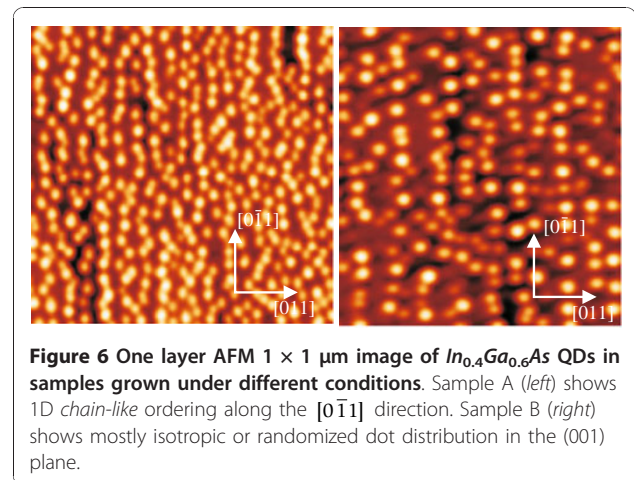 [01̄1] [01̄1]
[011] [011]
Figure 6 One layer AFM 1 × 1 μm image of In0.4Ga0.6As QDs in
samples grown under different conditions. Sample A (left) shows
1D chain-like ordering along the [01̄1] direction. Sample B (right)
shows mostly isotropic or randomized dot distribution in the (001)
plane.